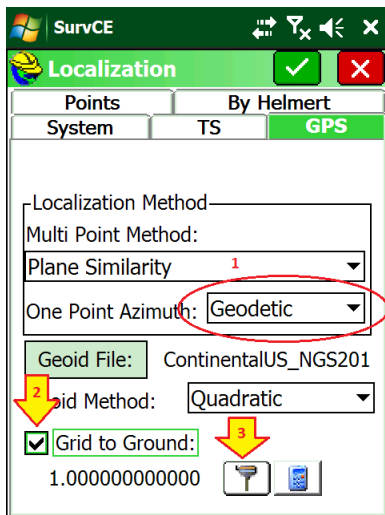 SurvCE
Localization
Points By Helmert
System TS GPS
Localization Method
Multi Point Method:
Plane Similarity 1
One Point Azimuth: Geodetic
Geoid File: ContinentalUS_NGS201
2 oid Method: Quadratic
Grid to Ground: 3
1.000000000000